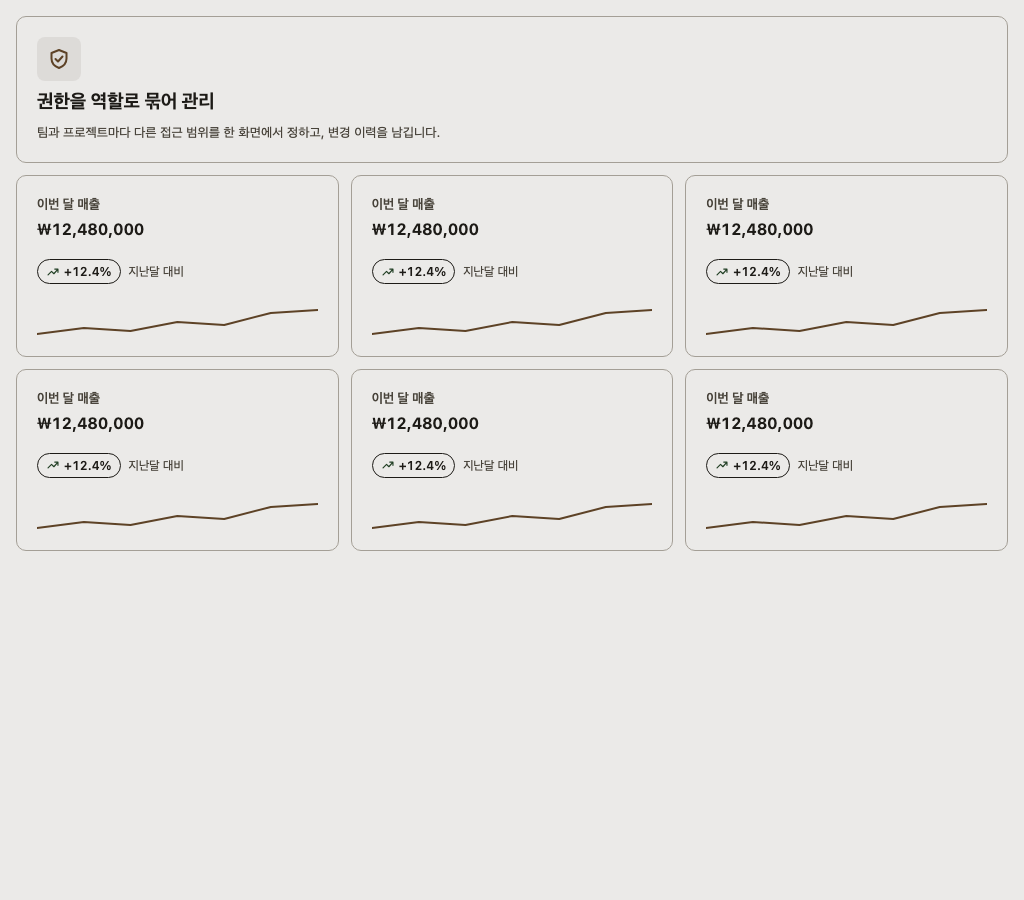 권한을 역할로 묶어 관리
팀과 프로젝트마다 다른 접근 범위를 한 화면에서 정하고, 변경 이력을 남깁니다.
이번 달 매출
₩12,480,000
+12.4% 지난달 대비
이번 달 매출
₩12,480,000
+12.4% 지난달 대비
이번 달 매출
₩12,480,000
+12.4% 지난달 대비
이번 달 매출
₩12,480,000
+12.4% 지난달 대비
이번 달 매출
₩12,480,000
+12.4% 지난달 대비
이번 달 매출
₩12,480,000
+12.4% 지난달 대비